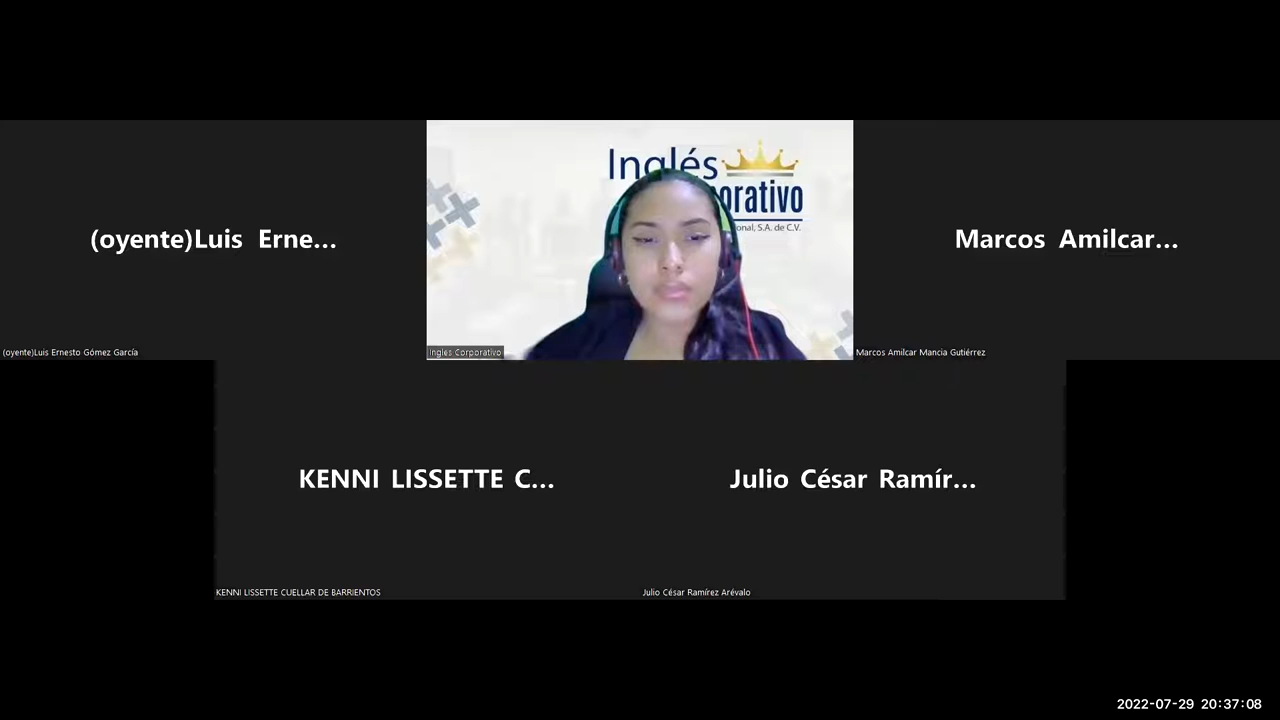 Inglés
orativo
onal, S.A. de C.V.
(oyente)Luis Erne...
Marcos Amilcar...
(oyente)Luis Ernesto Gómez García
Inglés Corporativo
Marcos Amilcar Mancia Gutiérrez
KENNI LISSETTE C...
Julio César Ramír...
KENNI LISSETTE CUELLAR DE BARRIENTOS
Julio César Ramírez Arévalo
2022-07-29 20:37:08